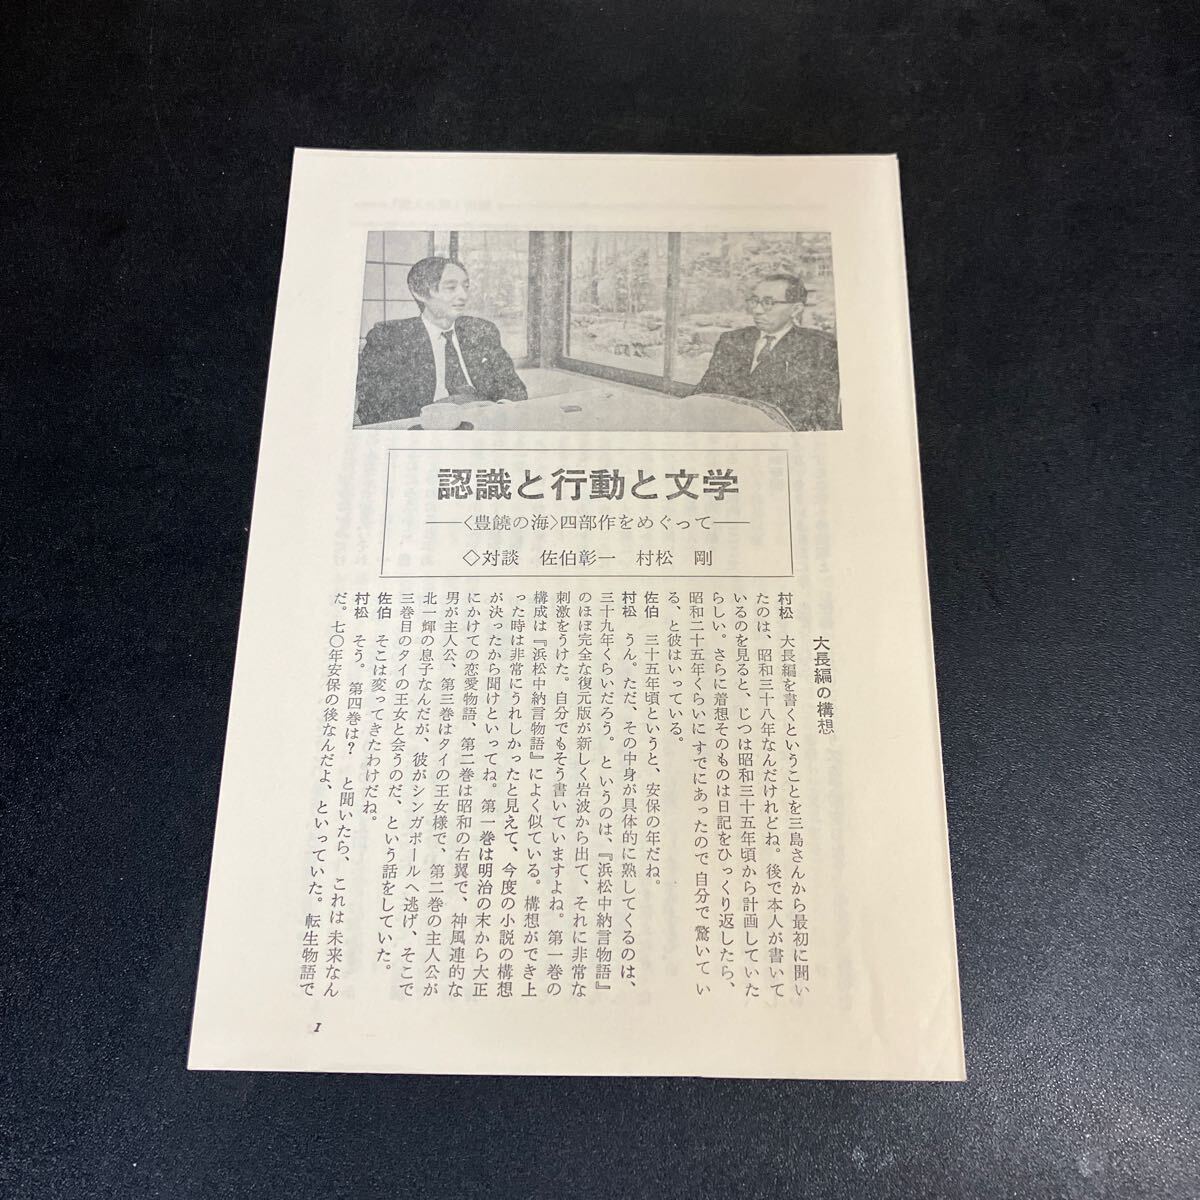 認識と行動と文学
――〈豊饒の海〉四部作をめぐって――
◇対談　佐伯彰一　村松　剛
大長編の構想
村松　大長編を書くということを三島さんから最初に聞い
たのは、昭和三十八年なんだけれどね。後で本人が書いて
いるのを見ると、じつは昭和三十五年頃から計画していた
らしい。さらに着想そのものは日記をひっくり返したら、
昭和二十五年くらいにすでにあったので自分で驚いてい
る、と彼はいっている。
佐伯　三十五年頃というと、安保の年だね。
村松　うん。ただ、その中身が具体的に熟してくるのは、
三十九年くらいだろう。というのは、『浜松中納言物語』
のほぼ完全な復元版が新しく岩波から出て、それに非常な
刺激をうけた。自分でもそう書いていますよね。第一巻の
構成は『浜松中納言物語』によく似ている。構想ができ上
った時は非常にうれしかったと見えて、今度の小説の構想
が決ったから聞けといってね。第一巻は明治の末から大正
にかけての恋愛物語、第二巻は昭和の右翼で、神風連的な
男が主人公、第三巻はタイの王女様で、第二巻の主人公が
北一輝の息子なんだが、彼がシンガポールへ逃げ、そこで
三巻目のタイの王女と会うのだ、という話をしていた。
佐伯　そこは変ってきたわけだね。
村松　そう。第四巻は？　と聞いたら、これは未来なん
だ。七〇年安保の後なんだよ、といっていた。転生物語で
1